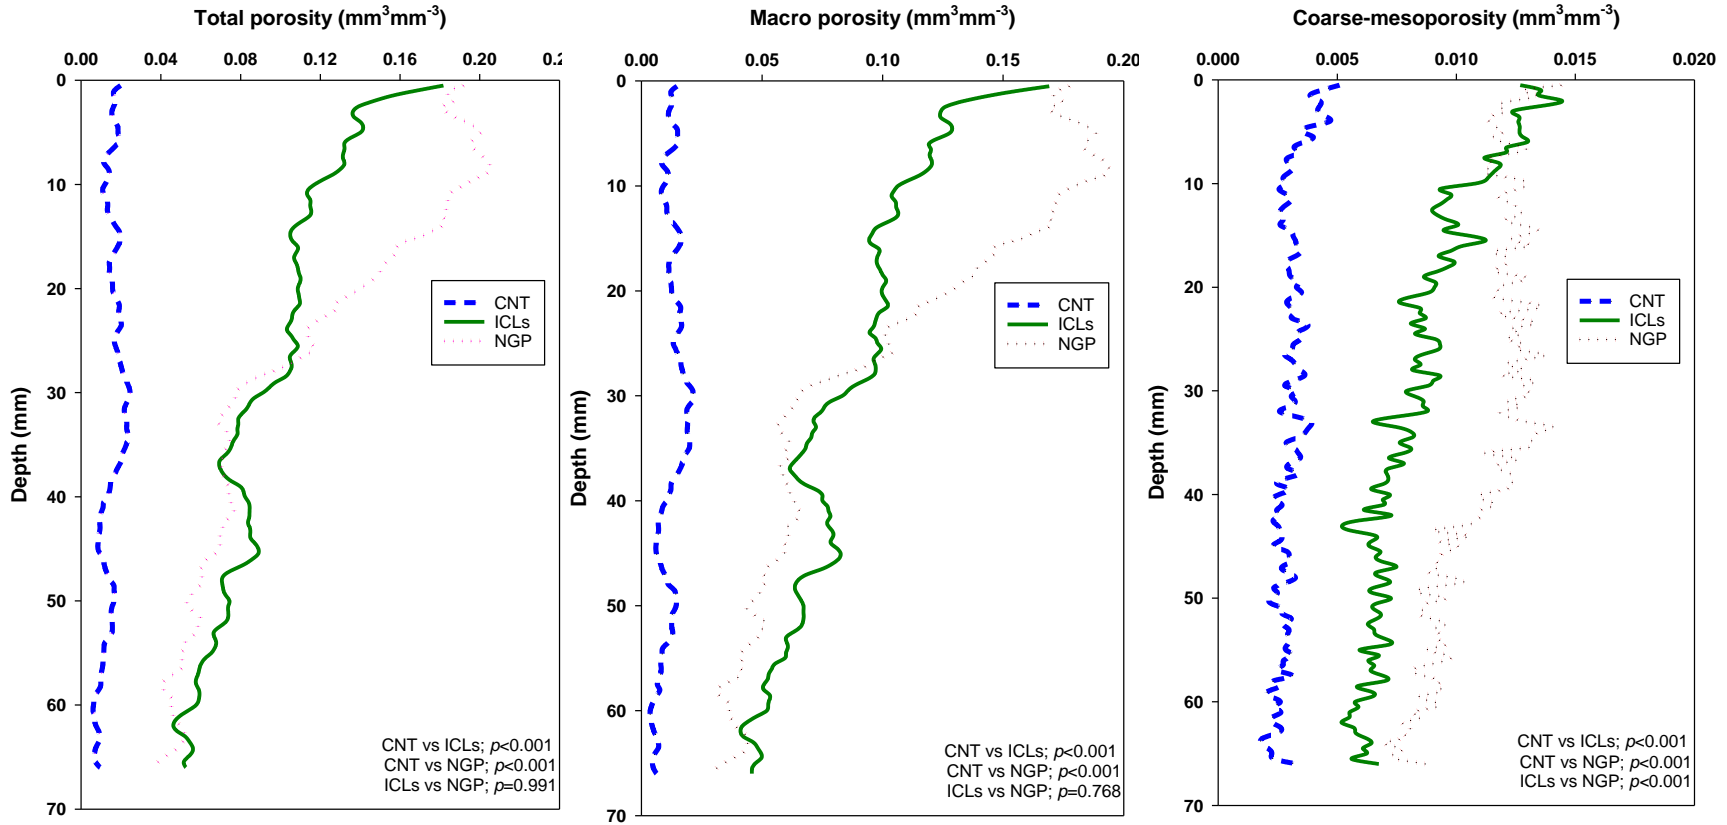 Total porosity (mm³mm⁻³)
0.00 0.04 0.08 0.12 0.16 0.20 0.2
0
10
20
30
40
50
60
70
Depth (mm)
CNT
ICLs
NGP
CNT vs ICLs; p<0.001
CNT vs NGP; p<0.001
ICLs vs NGP; p=0.991
Macro porosity (mm³mm⁻³)
0.00 0.05 0.10 0.15 0.20
0
10
20
30
40
50
60
70
Depth (mm)
CNT
ICLs
NGP
CNT vs ICLs; p<0.001
CNT vs NGP; p<0.001
ICLs vs NGP; p=0.768
Coarse-mesoporosity (mm³mm⁻³)
0.000 0.005 0.010 0.015 0.020
0
10
20
30
40
50
60
70
Depth (mm)
CNT
ICLs
NGP
CNT vs ICLs; p<0.001
CNT vs NGP; p<0.001
ICLs vs NGP; p<0.001